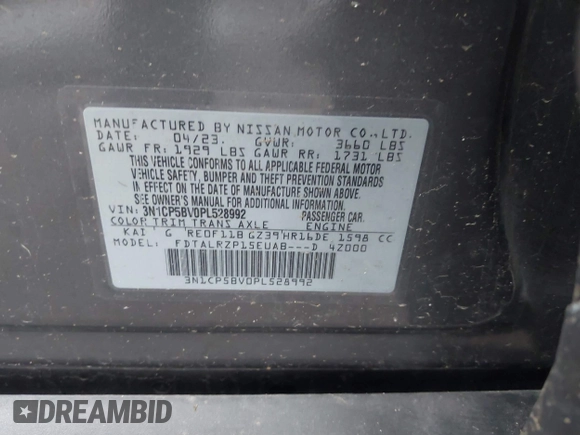 MANUFACTURED BY NISSAN MOTOR CO.,LTD.
DATE: 04/23 GVWR: 3660 LBS
GAWR FR: 1929 LBS GAWR RR: 1731 LBS
THIS VEHICLE CONFORMS TO ALL APPLICABLE FEDERAL MOTOR
VEHICLE SAFETY, BUMPER AND THEFT PREVENTION STANDARDS
IN EFFECT ON THE DATE OF MANUFACTURE SHOWN ABOVE.
SEE OWNER'S MANUAL FOR ADDITIONAL INFORMATION.
VIN: 3N1CP5BV0PL528992 PASSENGER CAR.
COLOR TRIM TRANS AXLE ENGINE
KAI G RE0F11B GZ39 HR16DE 1598 CC
MODEL: FDTALRZP15EUAB---D 4Z000
3N1CP5BV0PL528992
DREAMBID